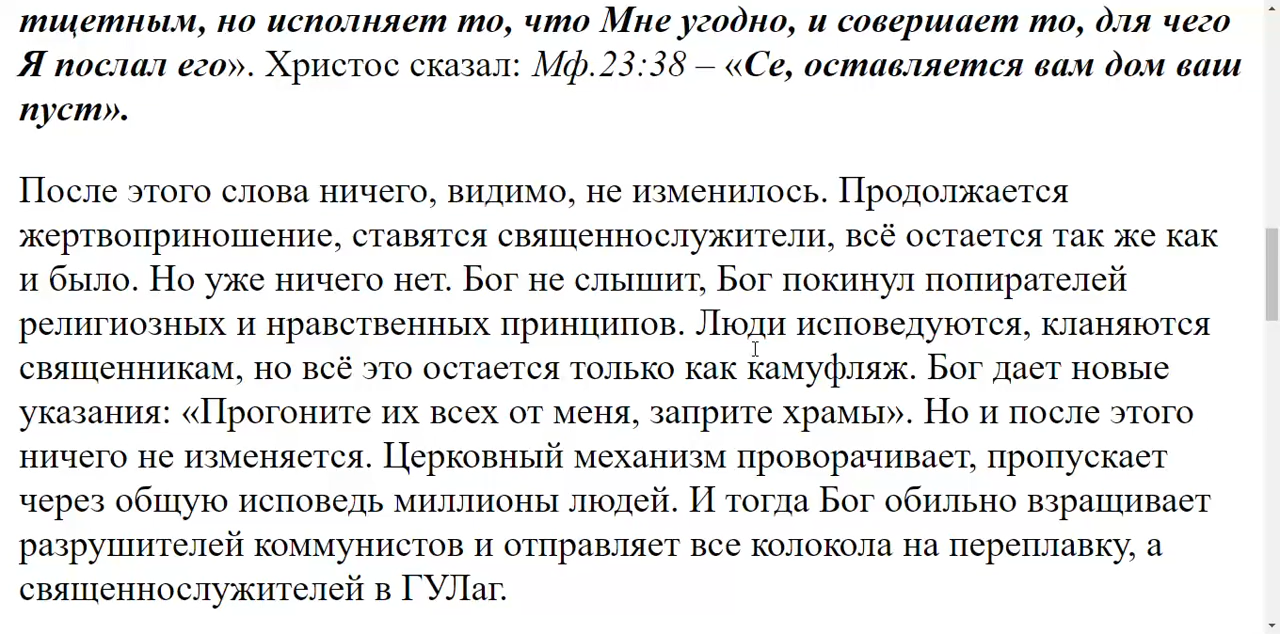 тщетным, но исполняет то, что Мне угодно, и совершает то, для чего
Я послал его». Христос сказал: Мф.23:38 – «Се, оставляется вам дом ваш
пуст».
После этого слова ничего, видимо, не изменилось. Продолжается
жертвоприношение, ставятся священнослужители, всё остается так же как
и было. Но уже ничего нет. Бог не слышит, Бог покинул попирателей
религиозных и нравственных принципов. Люди исповедуются, кланяются
священникам, но всё это остается только как камуфляж. Бог дает новые
указания: «Прогоните их всех от меня, заприте храмы». Но и после этого
ничего не изменяется. Церковный механизм проворачивает, пропускает
через общую исповедь миллионы людей. И тогда Бог обильно взращивает
разрушителей коммунистов и отправляет все колокола на переплавку, а
священнослужителей в ГУЛаг.